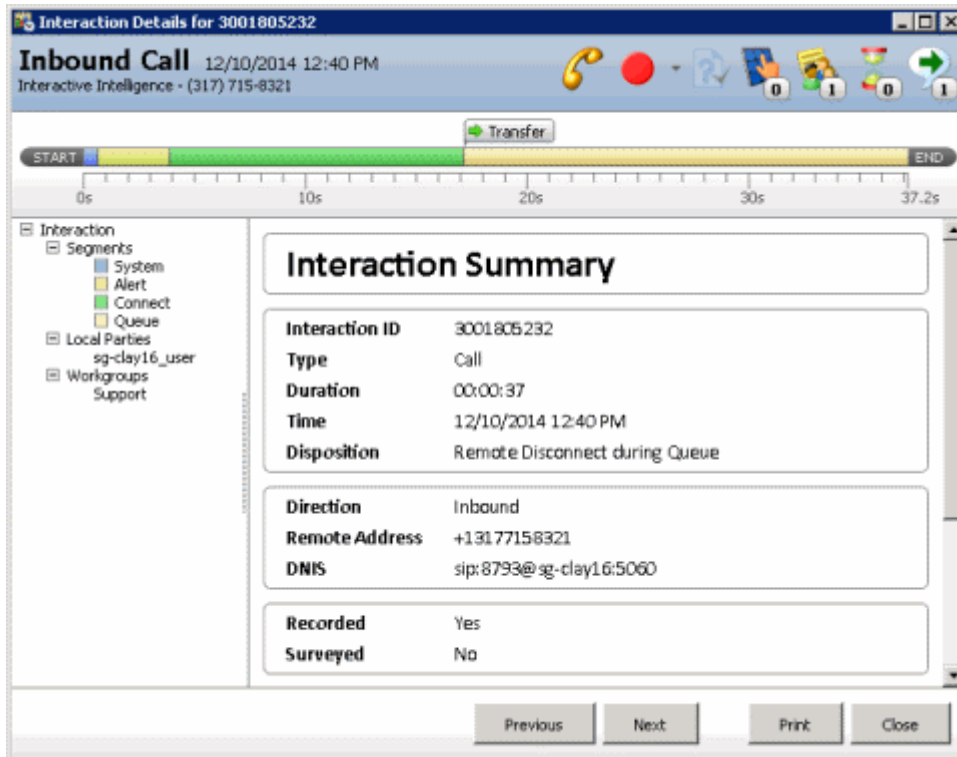 Interaction Details for 3001805232
Inbound Call 12/10/2014 12:40 PM
Interactive Intelligence - (317) 715-8321
0 1 0 1
Transfer
START END
0s 10s 20s 30s 37.2s
Interaction
Segments
System
Alert
Connect
Queue
Local Parties
sg-clay16_user
Workgroups
Support
Interaction Summary
Interaction ID 3001805232
Type Call
Duration 00:00:37
Time 12/10/2014 12:40 PM
Disposition Remote Disconnect during Queue
Direction Inbound
Remote Address +13177158321
DNIS sip:8793@sg-clay16:5060
Recorded Yes
Surveyed No
Previous Next Print Close